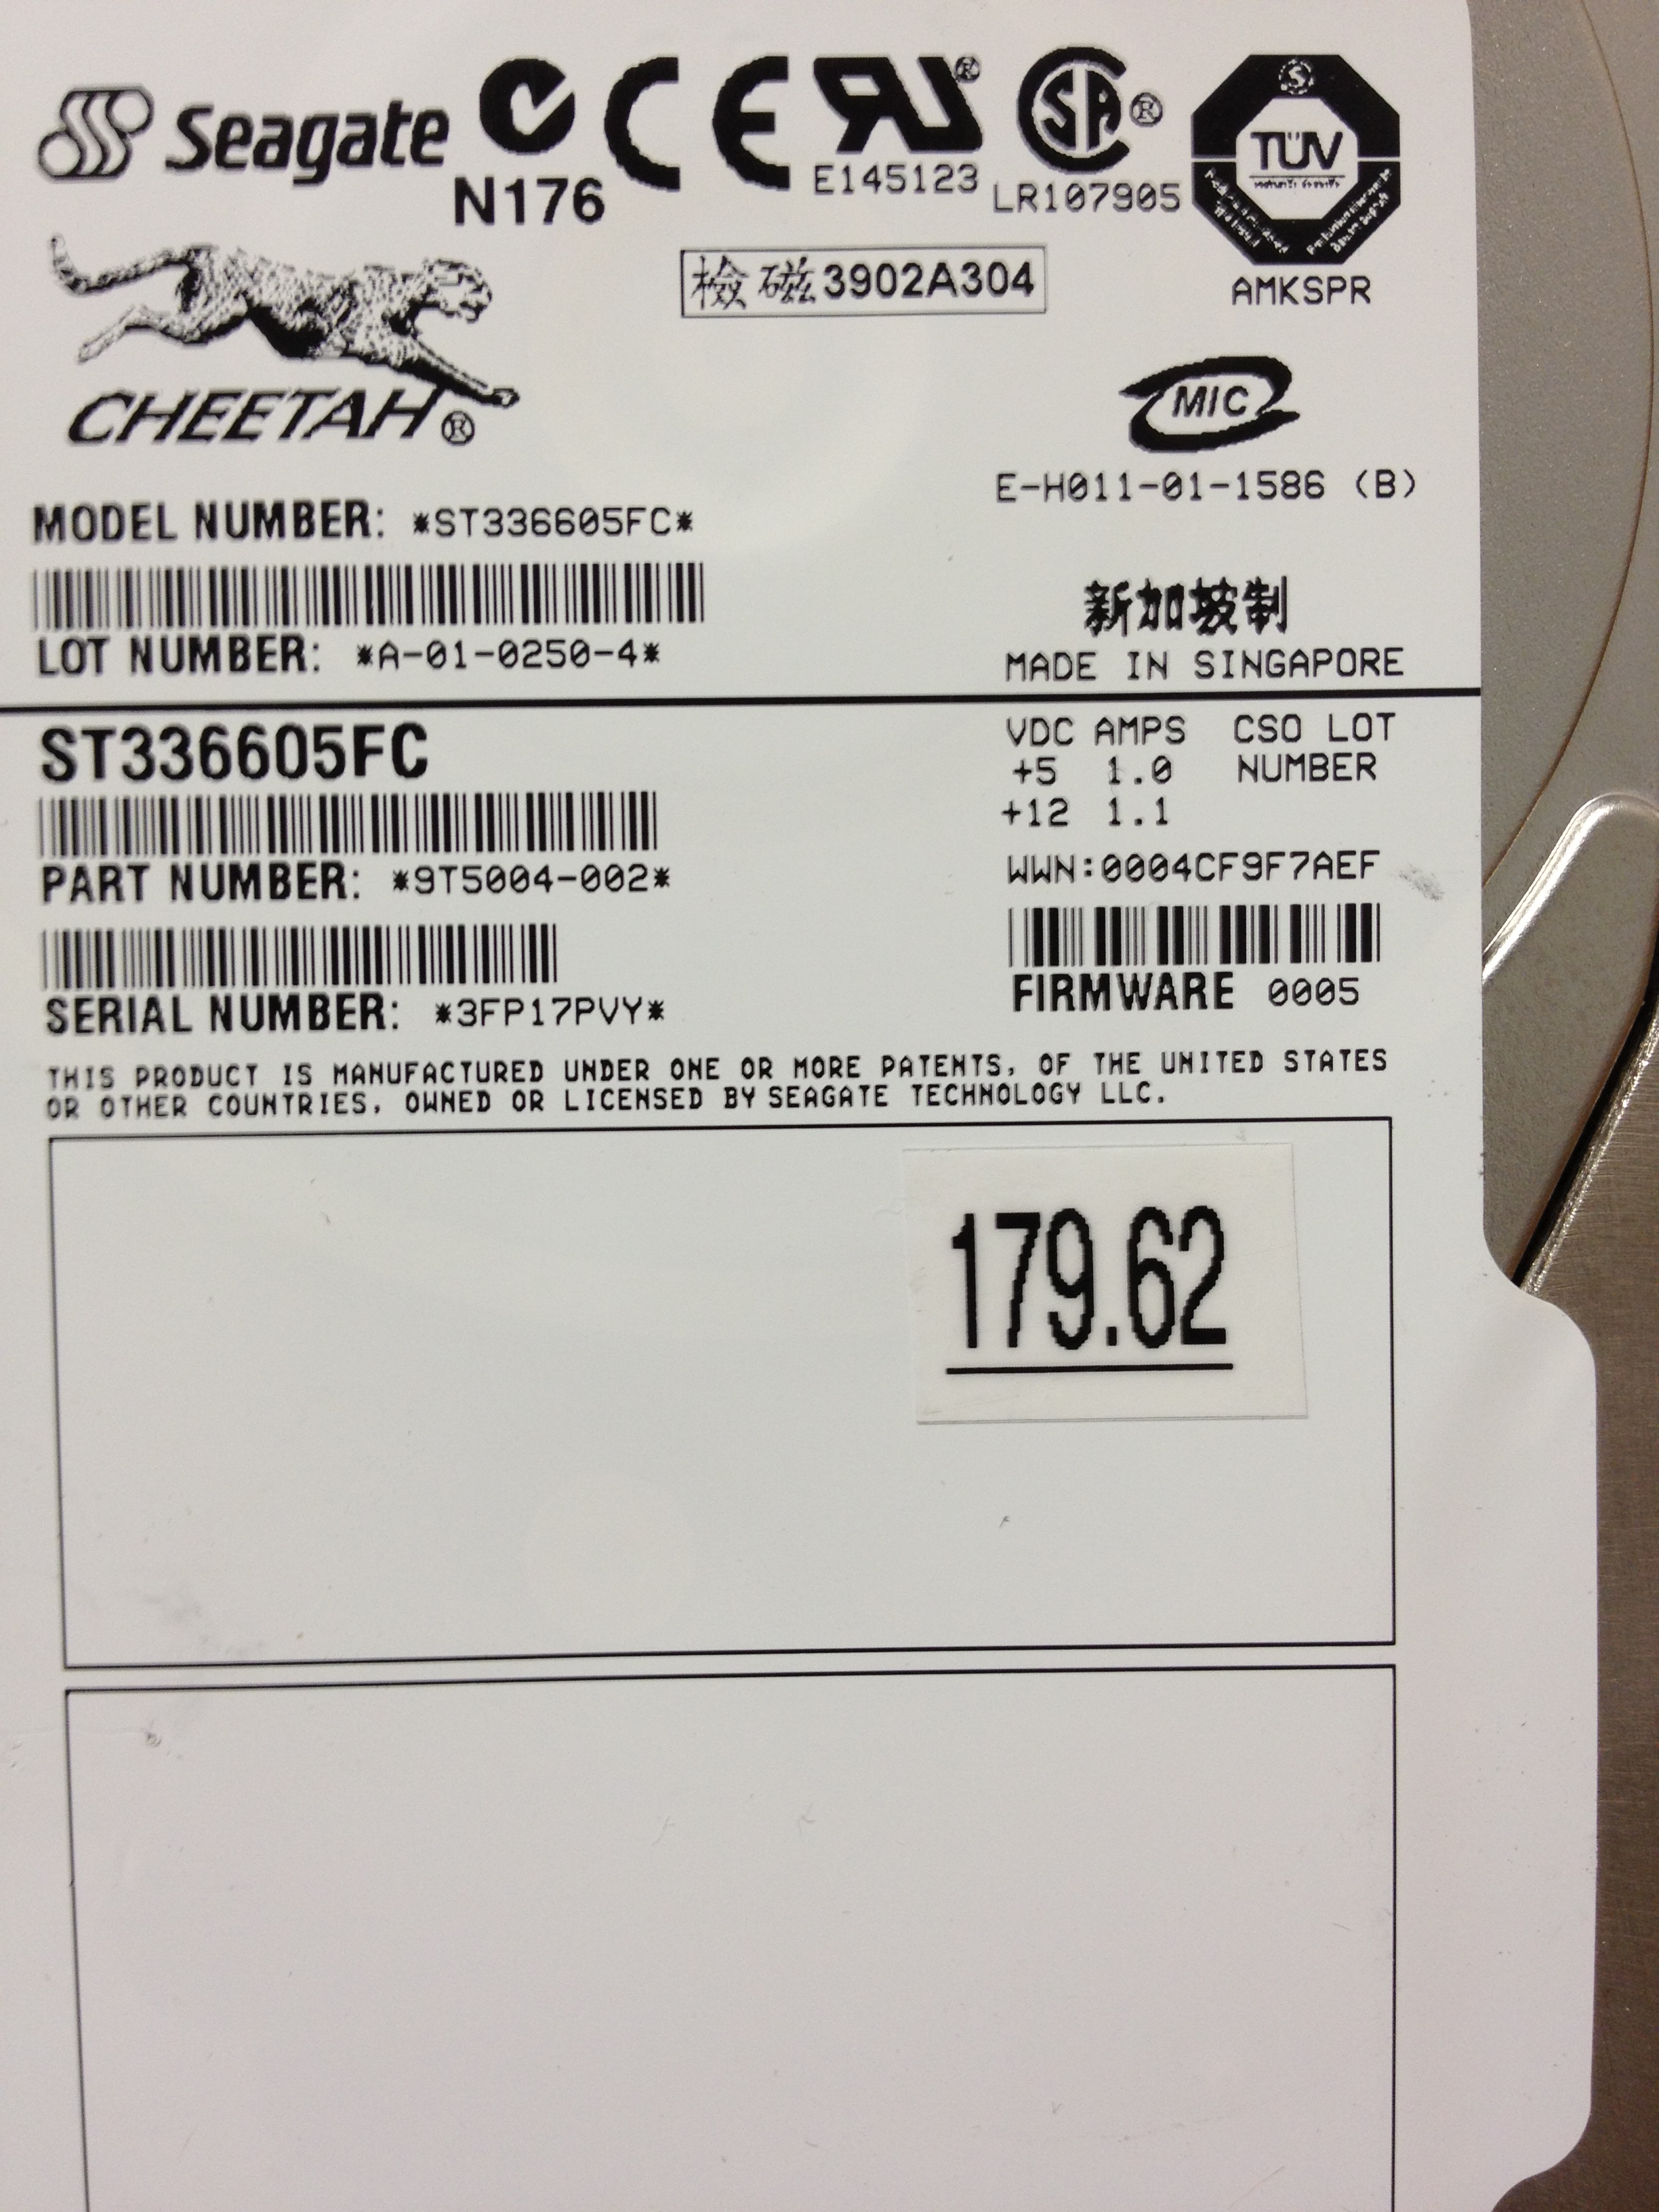 Seagate
N176
CE
®
E145123
SA ®
LR107905
TÜV
AMKSPR
檢磁3902A304
CHEETAH®
MIC
E-H011-01-1586 (B)
MODEL NUMBER: *ST336605FC*
LOT NUMBER: *A-01-0250-4*
新加坡制
MADE IN SINGAPORE
ST336605FC
PART NUMBER: *9T5004-002*
SERIAL NUMBER: *3FP17PVY*
VDC AMPS CSO LOT
+5 1.0 NUMBER
+12 1.1
WWN:0004CF9F7AEF
FIRMWARE 0005
THIS PRODUCT IS MANUFACTURED UNDER ONE OR MORE PATENTS, OF THE UNITED STATES
OR OTHER COUNTRIES, OWNED OR LICENSED BY SEAGATE TECHNOLOGY LLC.
179.62